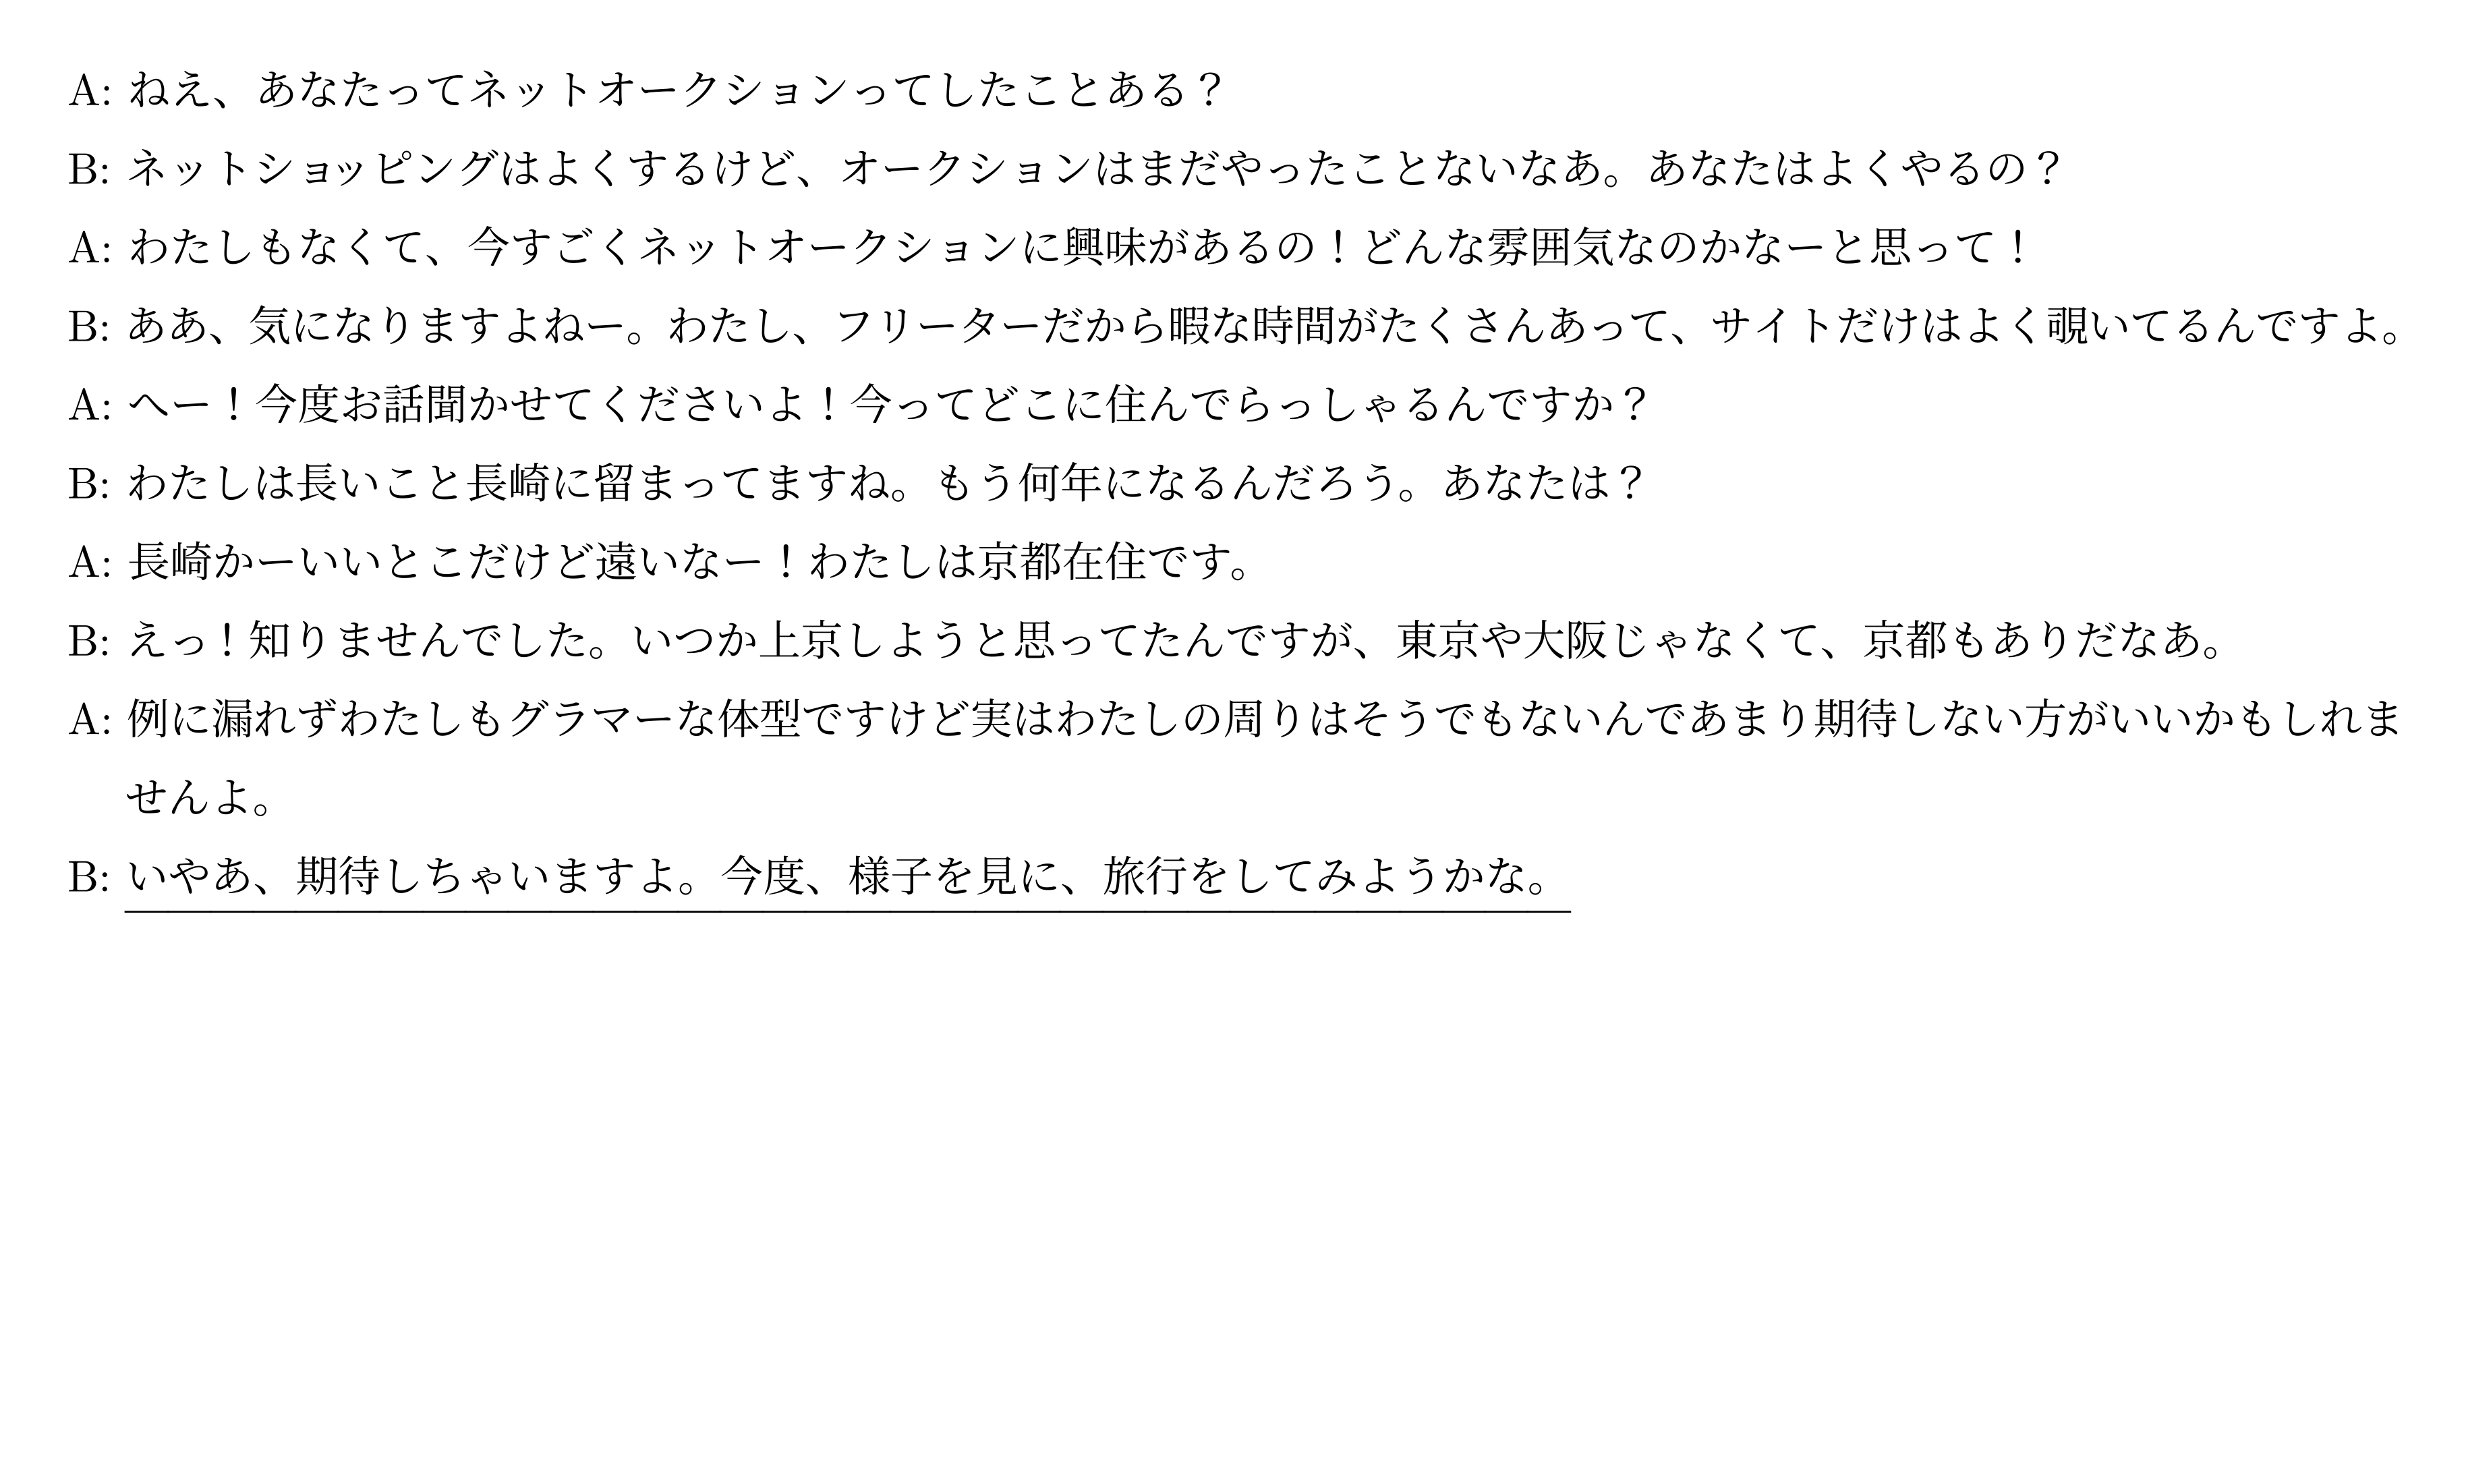 A: ねえ、あなたってネットオークションってしたことある？
B: ネットショッピングはよくするけど、オークションはまだやったことないなあ。あなたはよくやるの？
A: わたしもなくて、今すごくネットオークションに興味があるの！どんな雰囲気なのかなーと思って！
B: ああ、気になりますよねー。わたし、フリーターだから暇な時間がたくさんあって、サイトだけはよく覗いてるんですよ。
A: へー！今度お話聞かせてくださいよ！今ってどこに住んでらっしゃるんですか？
B: わたしは長いこと長崎に留まってますね。もう何年になるんだろう。あなたは？
A: 長崎かーいいとこだけど遠いなー！わたしは京都在住です。
B: えっ！知りませんでした。いつか上京しようと思ってたんですが、東京や大阪じゃなくて、京都もありだなあ。
A: 例に漏れずわたしもグラマーな体型ですけど実はわたしの周りはそうでもないんであまり期待しない方がいいかもしれま
せんよ。
B: いやあ、期待しちゃいますよ。今度、様子を見に、旅行をしてみようかな。